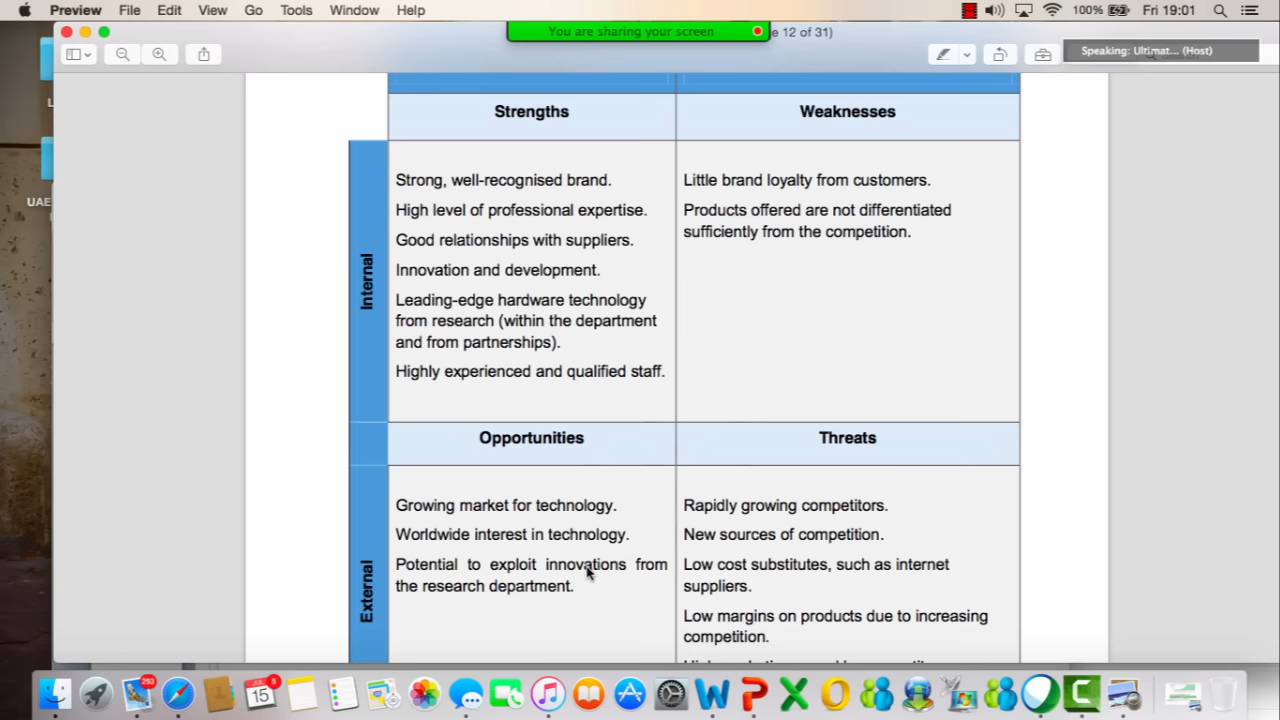 Preview File Edit View Go Tools Window Help 100% Fri 19:01
You are sharing your screen
e 12 of 31)
Speaking: Ultimat... (Host)
Strengths
Weaknesses
Internal
Strong, well-recognised brand.
High level of professional expertise.
Good relationships with suppliers.
Innovation and development.
Leading-edge hardware technology
from research (within the department
and from partnerships).
Highly experienced and qualified staff.
Little brand loyalty from customers.
Products offered are not differentiated
sufficiently from the competition.
UAE
Opportunities
Threats
External
Growing market for technology.
Worldwide interest in technology.
Potential to exploit innovations from
the research department.
Rapidly growing competitors.
New sources of competition.
Low cost substitutes, such as internet
suppliers.
Low margins on products due to increasing
competition.
253
JUL
15
5